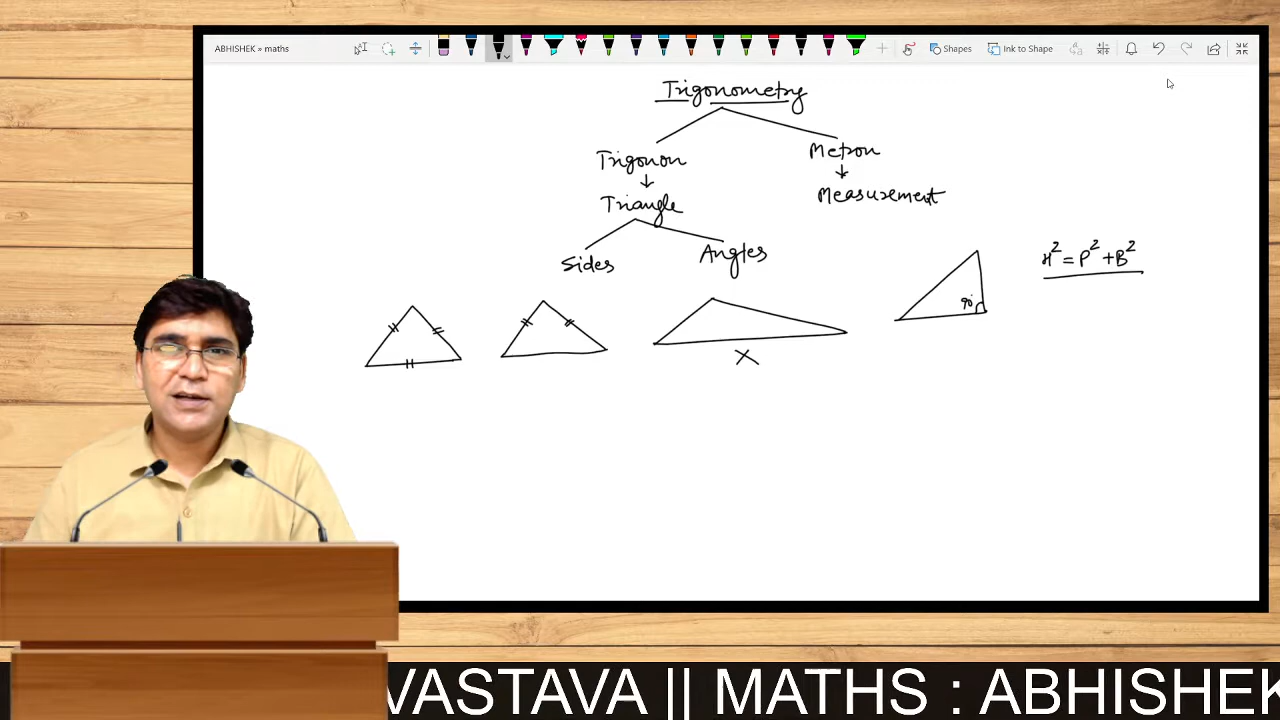 ABHISHEK » maths
Shapes
Ink to Shape
Trigonometry
Trigonon
Metron
↓
↓
Triangle
Measurement
Sides
Angles
H² = P² + B²
90°
X
VASTAVA || MATHS : ABHISHEK